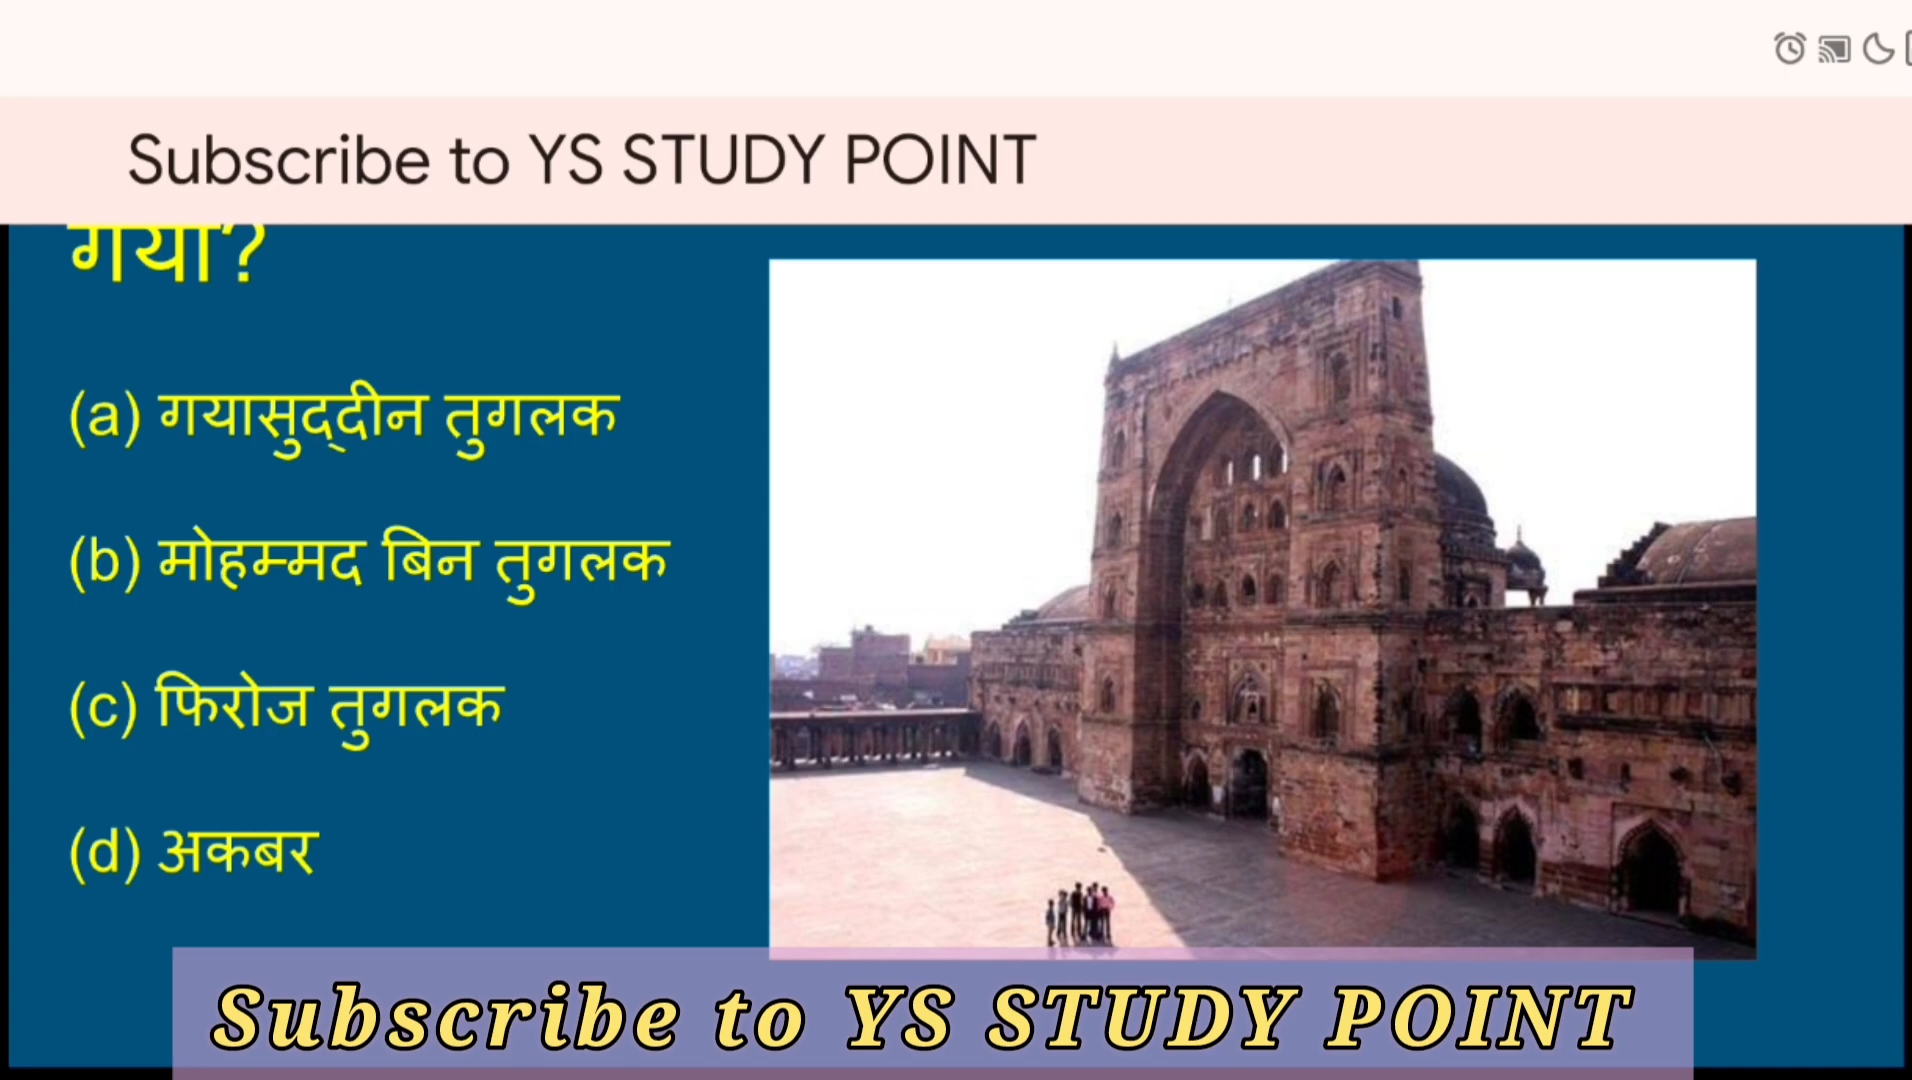 Subscribe to YS STUDY POINT
गया?
(a) गयासुद्दीन तुगलक
(b) मोहम्मद बिन तुगलक
(c) फिरोज तुगलक
(d) अकबर
Subscribe to YS STUDY POINT